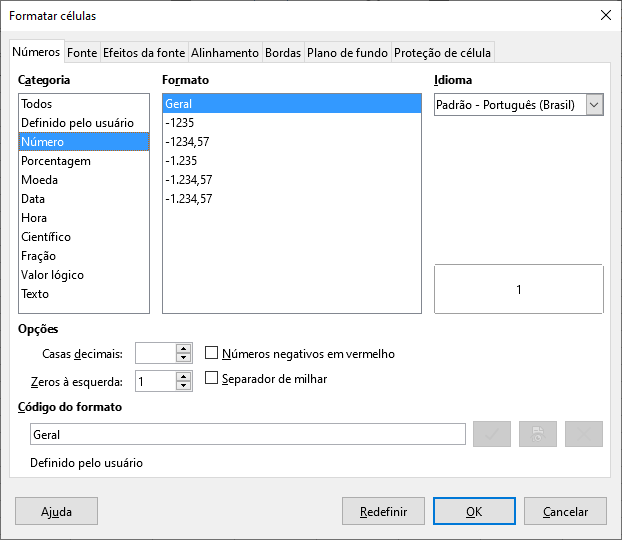 Formatar células
Números Fonte Efeitos da fonte Alinhamento Bordas Plano de fundo Proteção de célula
Categoria
Todos
Definido pelo usuário
Número
Porcentagem
Moeda
Data
Hora
Científico
Fração
Valor lógico
Texto
Formato
Geral
-1235
-1234,57
-1.235
-1.234,57
-1.234,57
Idioma
Padrão - Português (Brasil)
1
Opções
Casas decimais:
Números negativos em vermelho
Zeros à esquerda: 1
Separador de milhar
Código do formato
Geral
Definido pelo usuário
Ajuda Redefinir OK Cancelar